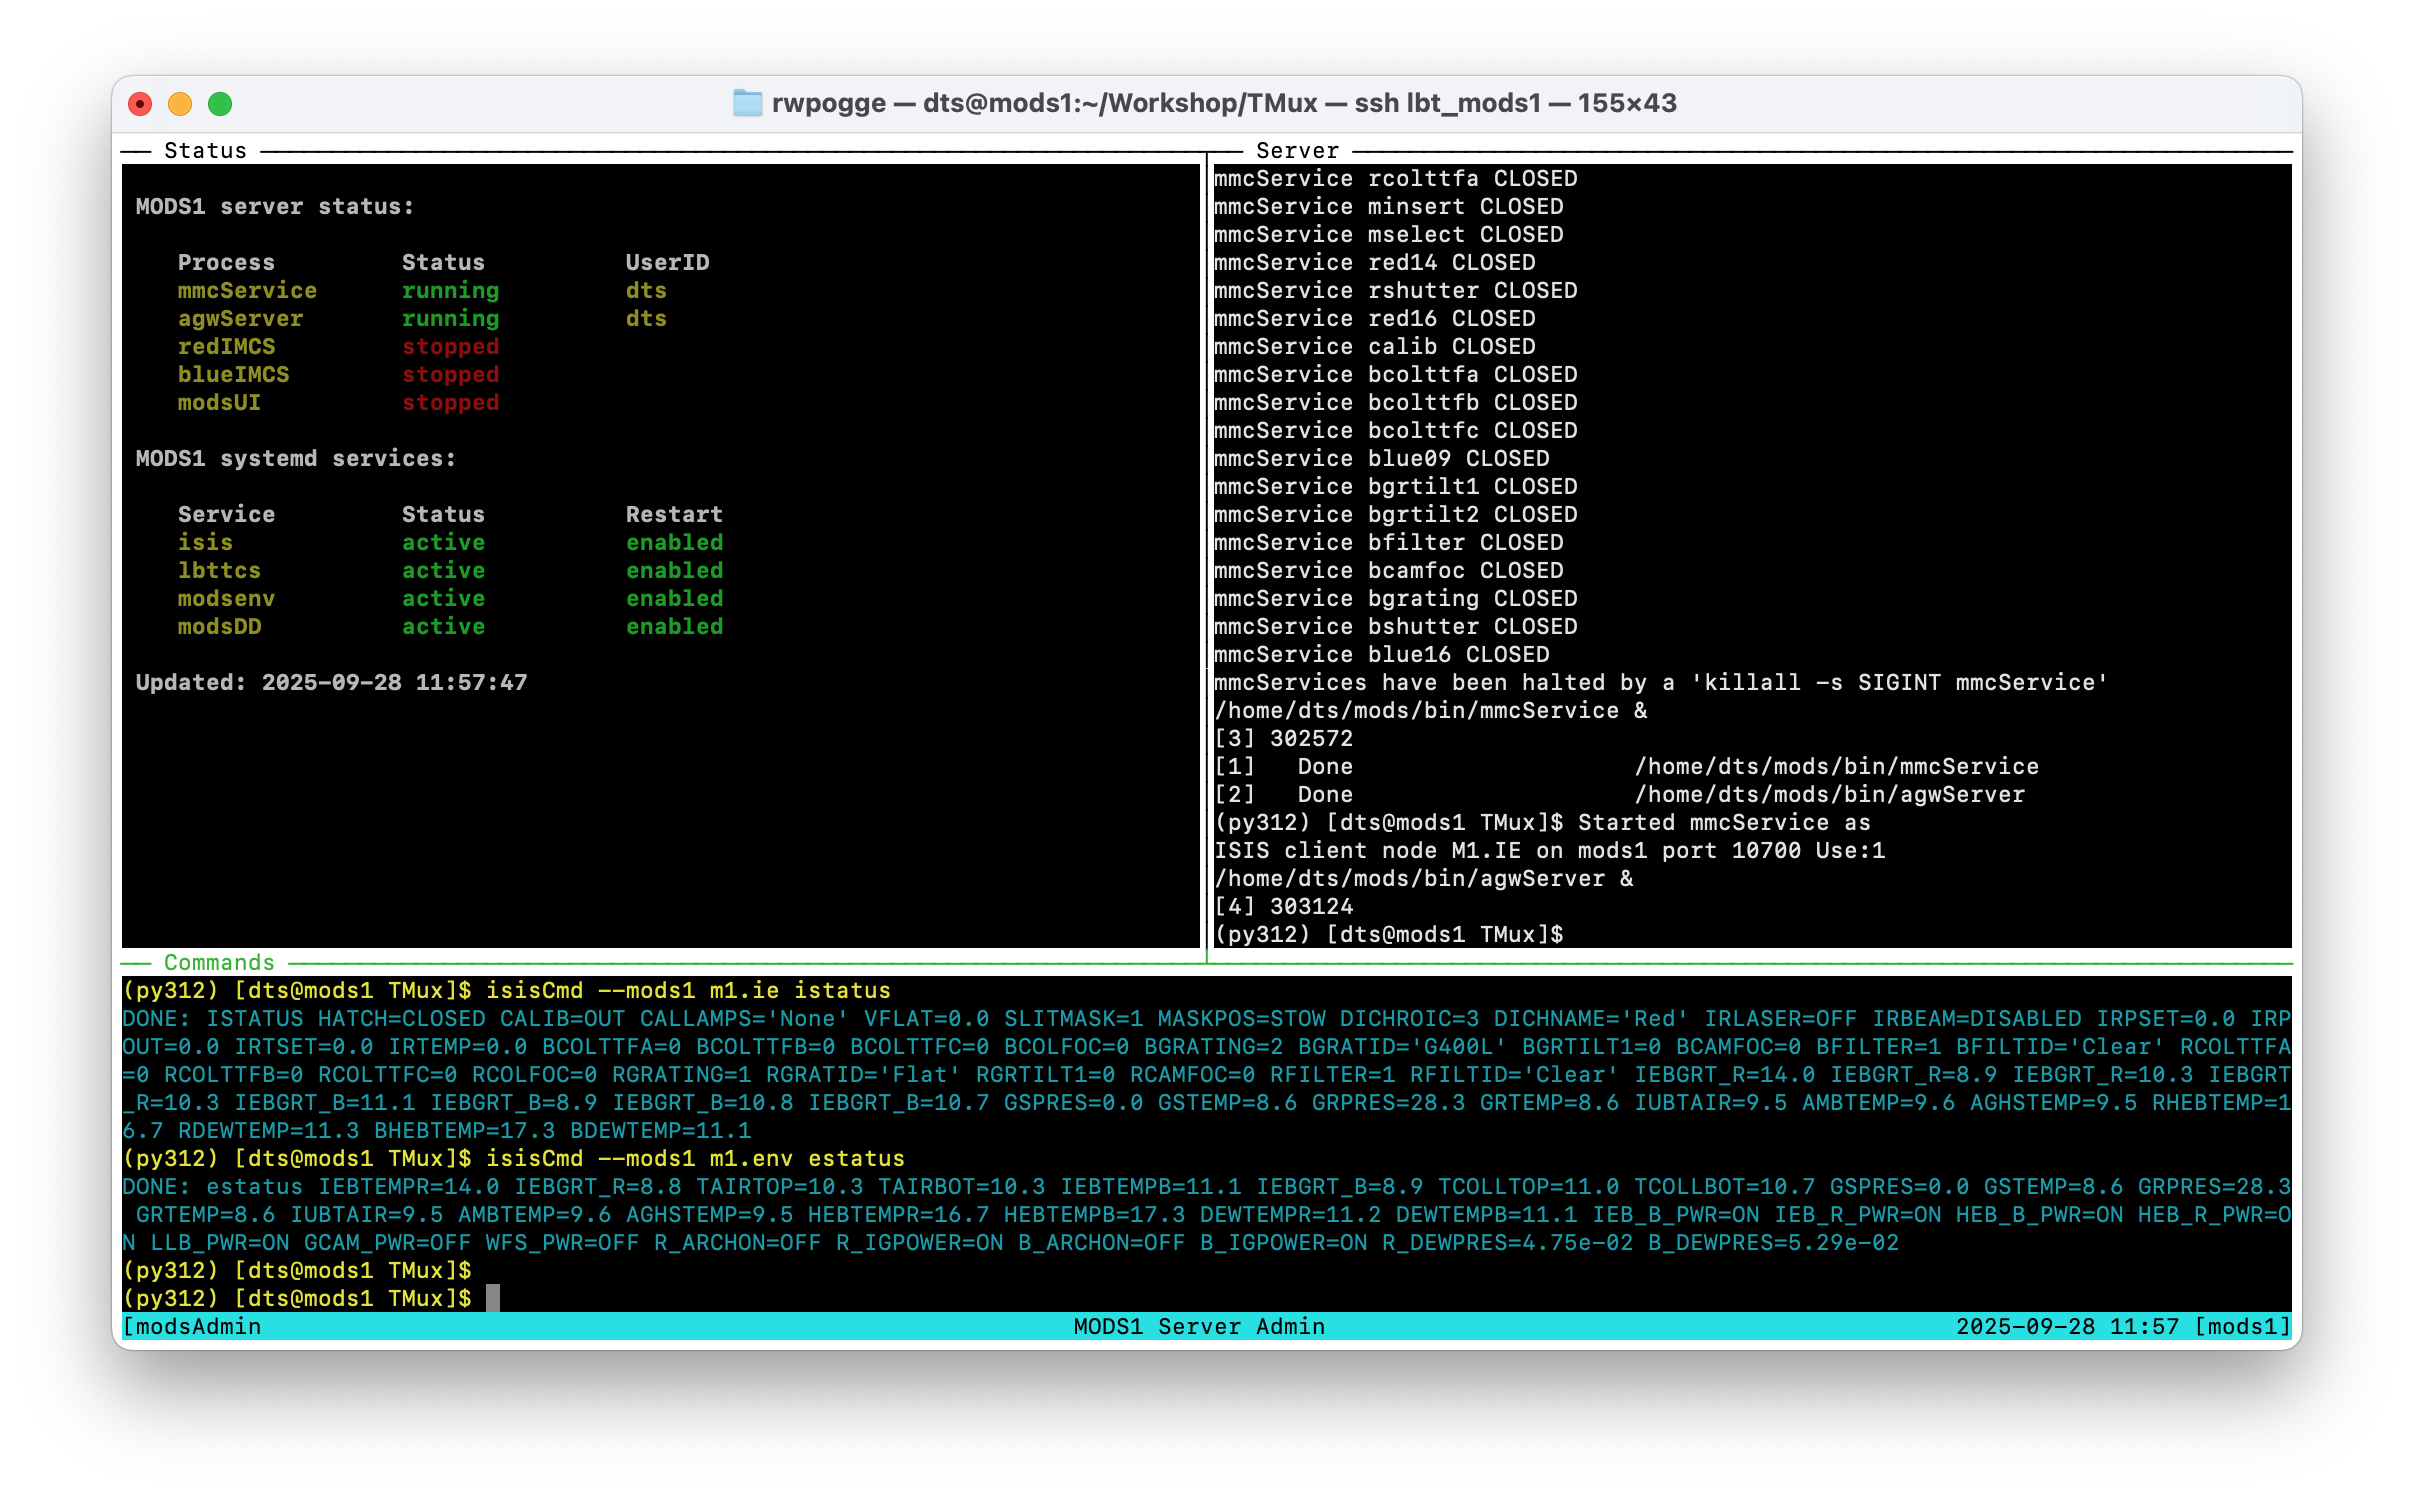 rwpogge — dts@mods1:~/Workshop/TMux — ssh lbt_mods1 — 155×43
Status
MODS1 server status:
Process Status UserID
mmcService running dts
agwServer running dts
redIMCS stopped
blueIMCS stopped
modsUI stopped
MODS1 systemd services:
Service Status Restart
isis active enabled
lbttcs active enabled
modsenv active enabled
modsDD active enabled
Updated: 2025-09-28 11:57:47
Server
mmcService rcolttfa CLOSED
mmcService minsert CLOSED
mmcService mselect CLOSED
mmcService red14 CLOSED
mmcService rshutter CLOSED
mmcService red16 CLOSED
mmcService calib CLOSED
mmcService bcolttfa CLOSED
mmcService bcolttfb CLOSED
mmcService bcolttfc CLOSED
mmcService blue09 CLOSED
mmcService bgrtilt1 CLOSED
mmcService bgrtilt2 CLOSED
mmcService bfilter CLOSED
mmcService bcamfoc CLOSED
mmcService bgrating CLOSED
mmcService bshutter CLOSED
mmcService blue16 CLOSED
mmcServices have been halted by a 'killall -s SIGINT mmcService'
/home/dts/mods/bin/mmcService &
[3] 302572
[1] Done /home/dts/mods/bin/mmcService
[2] Done /home/dts/mods/bin/agwServer
(py312) [dts@mods1 TMux]$ Started mmcService as
ISIS client node M1.IE on mods1 port 10700 Use:1
/home/dts/mods/bin/agwServer &
[4] 303124
(py312) [dts@mods1 TMux]$
Commands
(py312) [dts@mods1 TMux]$ isisCmd --mods1 m1.ie istatus
DONE: ISTATUS HATCH=CLOSED CALIB=OUT CALLAMPS='None' VFLAT=0.0 SLITMASK=1 MASKPOS=STOW DICHROIC=3 DICHNAME='Red' IRLASER=OFF IRBEAM=DISABLED IRPSET=0.0 IRP
OUT=0.0 IRTSET=0.0 IRTEMP=0.0 BCOLTTFA=0 BCOLTTFB=0 BCOLTTFC=0 BCOLFOC=0 BGRATING=2 BGRATID='G400L' BGRTILT1=0 BCAMFOC=0 BFILTER=1 BFILTID='Clear' RCOLTTFA
=0 RCOLTTFB=0 RCOLTTFC=0 RCOLFOC=0 RGRATING=1 RGRATID='Flat' RGRTILT1=0 RCAMFOC=0 RFILTER=1 RFILTID='Clear' IEBGRT_R=14.0 IEBGRT_R=8.9 IEBGRT_R=10.3 IEBGRT
_R=10.3 IEBGRT_B=11.1 IEBGRT_B=8.9 IEBGRT_B=10.8 IEBGRT_B=10.7 GSPRES=0.0 GSTEMP=8.6 GRPRES=28.3 GRTEMP=8.6 IUBTAIR=9.5 AMBTEMP=9.6 AGHSTEMP=9.5 RHEBTEMP=1
6.7 RDEWTEMP=11.3 BHEBTEMP=17.3 BDEWTEMP=11.1
(py312) [dts@mods1 TMux]$ isisCmd --mods1 m1.env estatus
DONE: estatus IEBTEMPR=14.0 IEBGRT_R=8.8 TAIRTOP=10.3 TAIRBOT=10.3 IEBTEMPB=11.1 IEBGRT_B=8.9 TCOLLTOP=11.0 TCOLLBOT=10.7 GSPRES=0.0 GSTEMP=8.6 GRPRES=28.3
GRTEMP=8.6 IUBTAIR=9.5 AMBTEMP=9.6 AGHSTEMP=9.5 HEBTEMPR=16.7 HEBTEMPB=17.3 DEWTEMPR=11.2 DEWTEMPB=11.1 IEB_B_PWR=ON IEB_R_PWR=ON HEB_B_PWR=ON HEB_R_PWR=O
N LLB_PWR=ON GCAM_PWR=OFF WFS_PWR=OFF R_ARCHON=OFF R_IGPOWER=ON B_ARCHON=OFF B_IGPOWER=ON R_DEWPRES=4.75e-02 B_DEWPRES=5.29e-02
(py312) [dts@mods1 TMux]$
(py312) [dts@mods1 TMux]$
[modsAdmin MODS1 Server Admin 2025-09-28 11:57 [mods1]